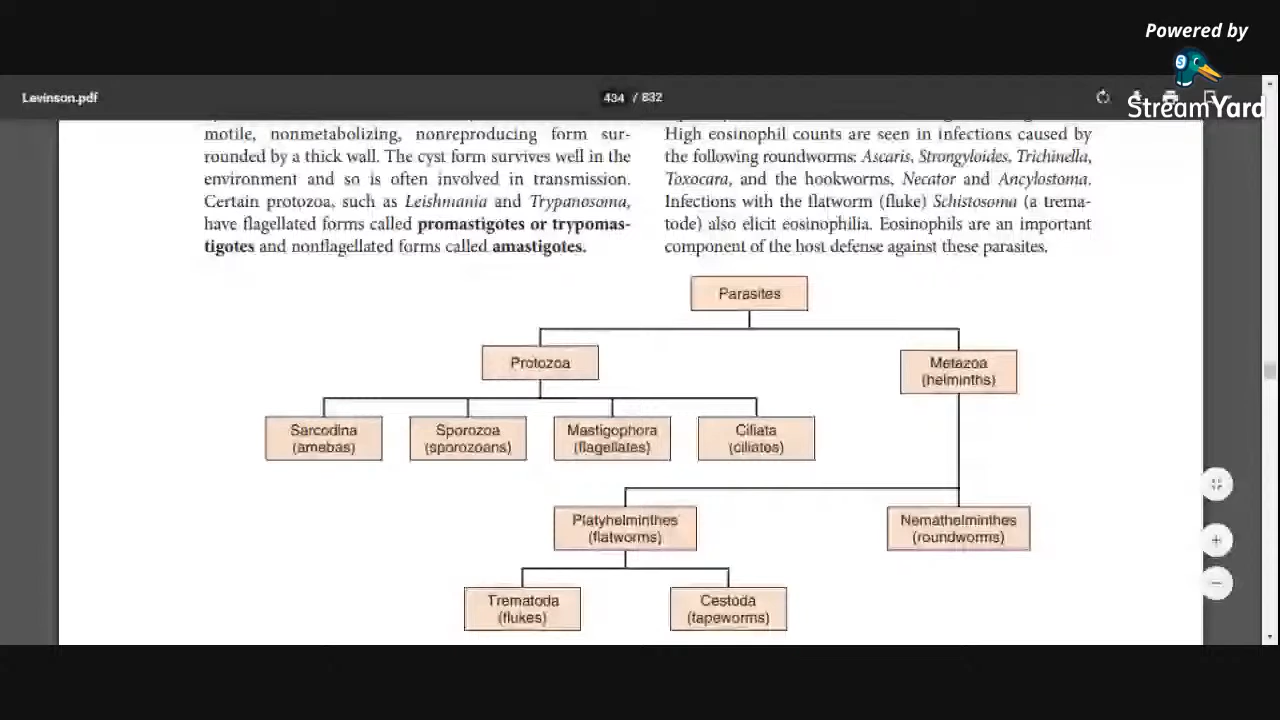 Powered by
StreamYard
Levinson.pdf
434 / 832
motile, nonmetabolizing, nonreproducing form sur-
rounded by a thick wall. The cyst form survives well in the
environment and so is often involved in transmission.
Certain protozoa, such as Leishmania and Trypanosoma,
have flagellated forms called promastigotes or trypomas-
tigotes and nonflagellated forms called amastigotes.
High eosinophil counts are seen in infections caused by
the following roundworms: Ascaris, Strongyloides, Trichinella,
Toxocara, and the hookworms, Necator and Ancylostoma.
Infections with the flatworm (fluke) Schistosoma (a trema-
tode) also elicit eosinophilia. Eosinophils are an important
component of the host defense against these parasites.
Parasites
Protozoa
Metazoa
(helminths)
Sarcodina
(amebas)
Sporozoa
(sporozoans)
Mastigophora
(flagellates)
Ciliata
(ciliates)
Platyhelminthes
(flatworms)
Nemathelminthes
(roundworms)
Trematoda
(flukes)
Cestoda
(tapeworms)